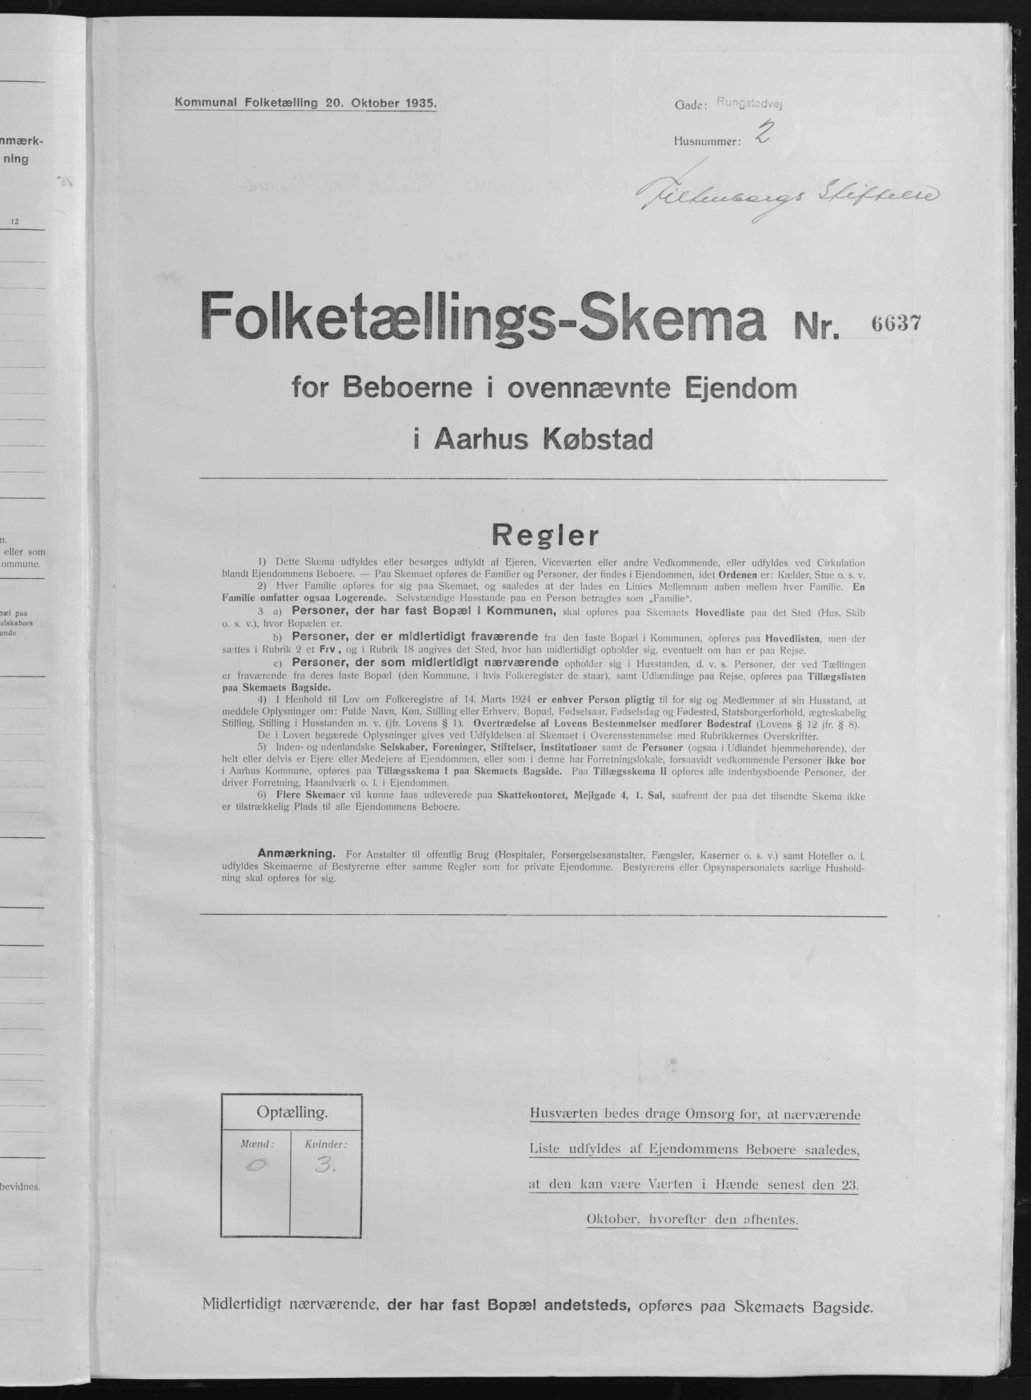 Kommunal Folketælling 20. Oktober 1935.
Gade: Rungstedvej
Husnummer: 2
Stiftelse
Folketællings-Skema Nr. 6637
for Beboerne i ovennævnte Ejendom
i Aarhus Købstad
Regler
1) Dette Skema udfyldes eller besørges udfyldt af Ejeren, Viceværten eller andre Vedkommende, eller udfyldes ved Cirkulation
blandt Ejendommens Beboere. — Paa Skemaet opføres de Familier og Personer, der findes i Ejendommen, idet Ordenen er: Kælder, Stue o. s. v.
2) Hver Familie opføres for sig paa Skemaet, og saaledes at der lades en Linies Mellemrum aaben mellem hver Familie. En
Familie omfatter ogsaa Logerende. Selvstændige Husstande paa en Person betragtes som „Familie“.
3 a) Personer, der har fast Bopæl i Kommunen, skal opføres paa Skemaets Hovedliste paa det Sted (Hus, Skib
o. s. v.), hvor Bopælen er.
b) Personer, der er midlertidigt fraværende fra den faste Bopæl i Kommunen, opføres paa Hovedlisten, men der
sættes i Rubrik 2 et Frv, og i Rubrik 18 angives det Sted, hvor han midlertidigt opholder sig, eventuelt om han er paa Rejse.
c) Personer, der som midlertidigt nærværende opholder sig i Husstanden, d. v. s. Personer, der ved Tællingen
er fraværende fra deres faste Bopæl (den Kommune, i hvis Folkeregister de staar), samt Udlændinge paa Rejse, opføres paa Tillægslisten
paa Skemaets Bagside.
4) I Henhold til Lov om Folkeregistre af 14. Marts 1924 er enhver Person pligtig til for sig og Medlemmer af sin Husstand, at
meddele Oplysninger om: Fulde Navn, Køn, Stilling eller Erhverv, Bopæl, Fødselsaar, Fødselsdag og Fødested, Statsborgerforhold, ægteskabelig
Stilling, Stilling i Husstanden m. v. (jfr. Lovens § 1). Overtrædelse af Lovens Bestemmelser medfører Bødestraf (Lovens § 12 jfr. § 8).
De i Loven begærede Oplysninger gives ved Udfyldelsen af Skemaet i Overensstemmelse med Rubrikkernes Overskrifter.
5) Inden- og udenlandske Selskaber, Foreninger, Stiftelser, Institutioner samt de Personer (ogsaa i Udlandet hjemmehørende), der
helt eller delvis er Ejere eller Medejere af Ejendommen, eller som i denne har Forretningslokale, forsaavidt vedkommende Personer ikke bor
i Aarhus Kommune, opføres paa Tillægsskema I paa Skemaets Bagside. Paa Tillægsskema II opføres alle indenbysboende Personer, der
driver Forretning, Haandværk o. l. i Ejendommen.
6) Flere Skemaer vil kunne faas udleverede paa Skattekontoret, Mejlgade 4, 1. Sal, saafremt der paa det tilsendte Skema ikke
er tilstrækkelig Plads til alle Ejendommens Beboere.
Anmærkning. For Anstalter til offentlig Brug (Hospitaler, Forsørgelsesanstalter, Fængsler, Kaserner o. s. v.) samt Hoteller o. l.
udfyldes Skemaerne af Bestyrerne efter samme Regler som for private Ejendomme. Bestyrerens eller Opsynspersonalets særlige Hushold-
ning skal opføres for sig.
Optælling.
Mænd: Kvinder:
0 3.
Husværten bedes drage Omsorg for, at nærværende
Liste udfyldes af Ejendommens Beboere saaledes,
at den kan være Værten i Hænde senest den 23.
Oktober, hvorefter den afhentes.
Midlertidigt nærværende, der har fast Bopæl andetsteds, opføres paa Skemaets Bagside.
nmærk-
ning
12
n.
eller som
ommune.
pæl paa
elskabers
ende
bevidnes.